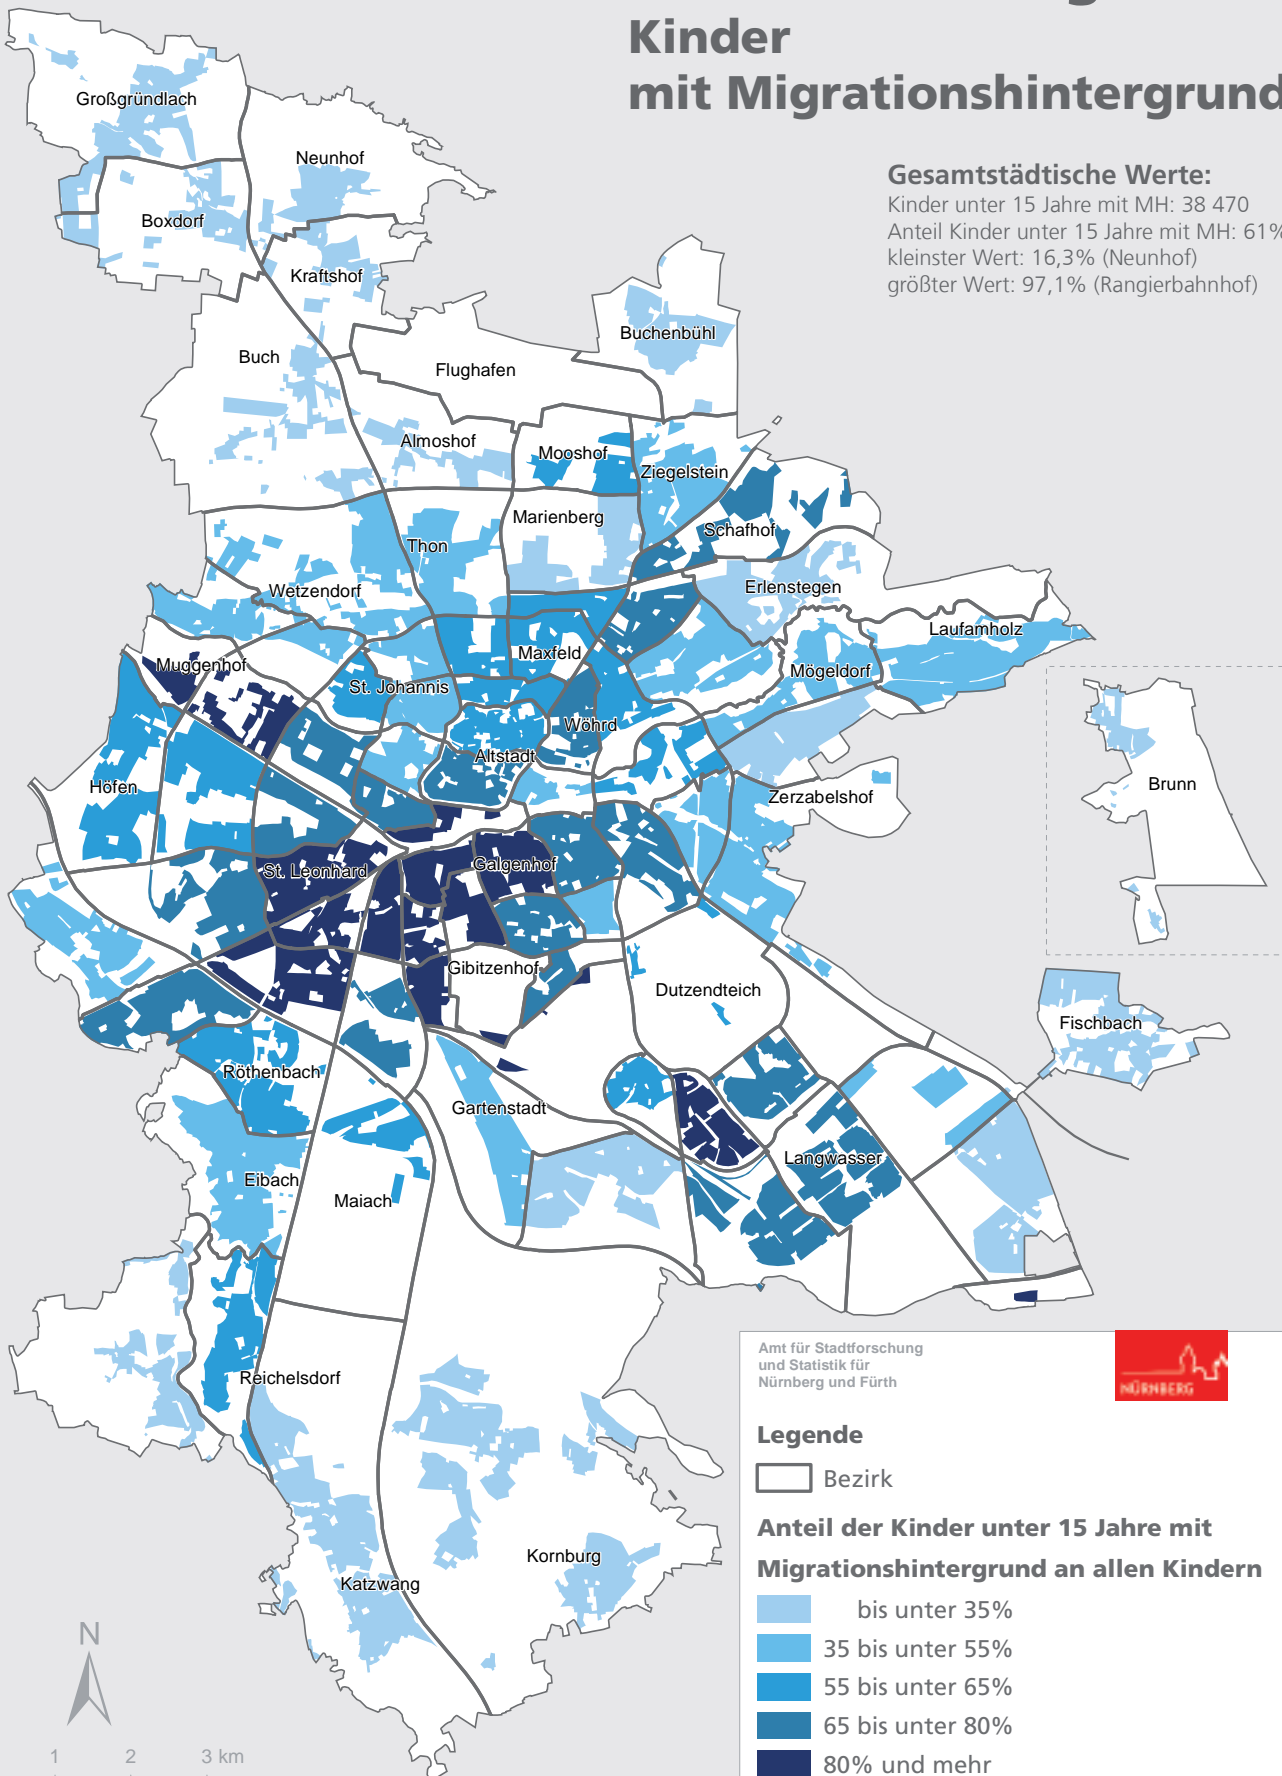 Kinder
mit Migrationshintergrund
Gesamtstädtische Werte:
Kinder unter 15 Jahre mit MH: 38 470
Anteil Kinder unter 15 Jahre mit MH: 61%
kleinster Wert: 16,3% (Neunhof)
größter Wert: 97,1% (Rangierbahnhof)
Großgründlach
Neunhof
Boxdorf
Kraftshof
Buchenbühl
Buch
Flughafen
Almoshof
Mooshof
Ziegelstein
Marienberg
Schafhof
Thon
Wetzendorf
Erlenstegen
Laufamholz
Maxfeld
Muggenhof
Mögeldorf
St. Johannis
Wöhrd
Altstadt
Höfen
Zerzabelshof
Brunn
St. Leonhard
Galgenhof
Gibitzenhof
Dutzendteich
Fischbach
Röthenbach
Gartenstadt
Langwasser
Eibach
Maiach
Reichelsdorf
Kornburg
Katzwang
N
1 2 3 km
Amt für Stadtforschung
und Statistik für
Nürnberg und Fürth
NÜRNBERG
Legende
Bezirk
Anteil der Kinder unter 15 Jahre mit
Migrationshintergrund an allen Kindern
bis unter 35%
35 bis unter 55%
55 bis unter 65%
65 bis unter 80%
80% und mehr